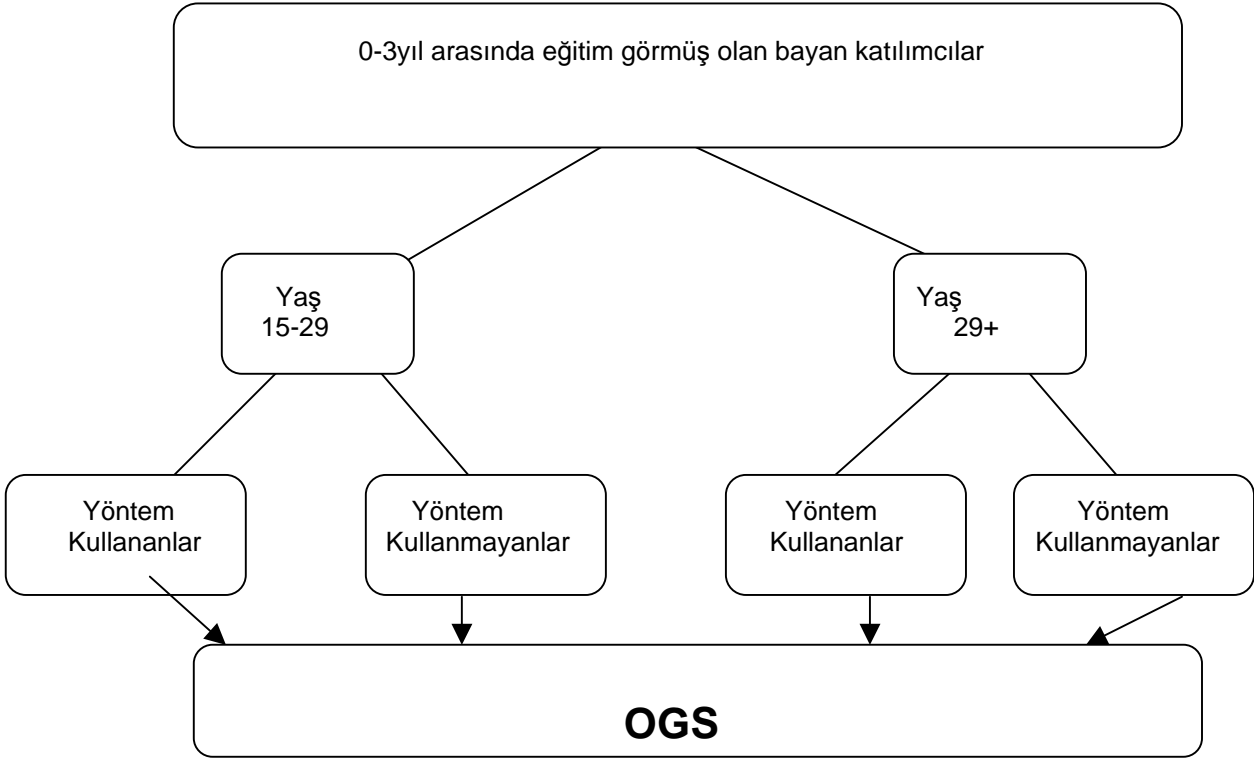 0-3yıl arasında eğitim görmüş olan bayan katılımcılar
Yaş
15-29
Yaş
29+
Yöntem
Kullananlar
Yöntem
Kullanmayanlar
Yöntem
Kullananlar
Yöntem
Kullanmayanlar
OGS